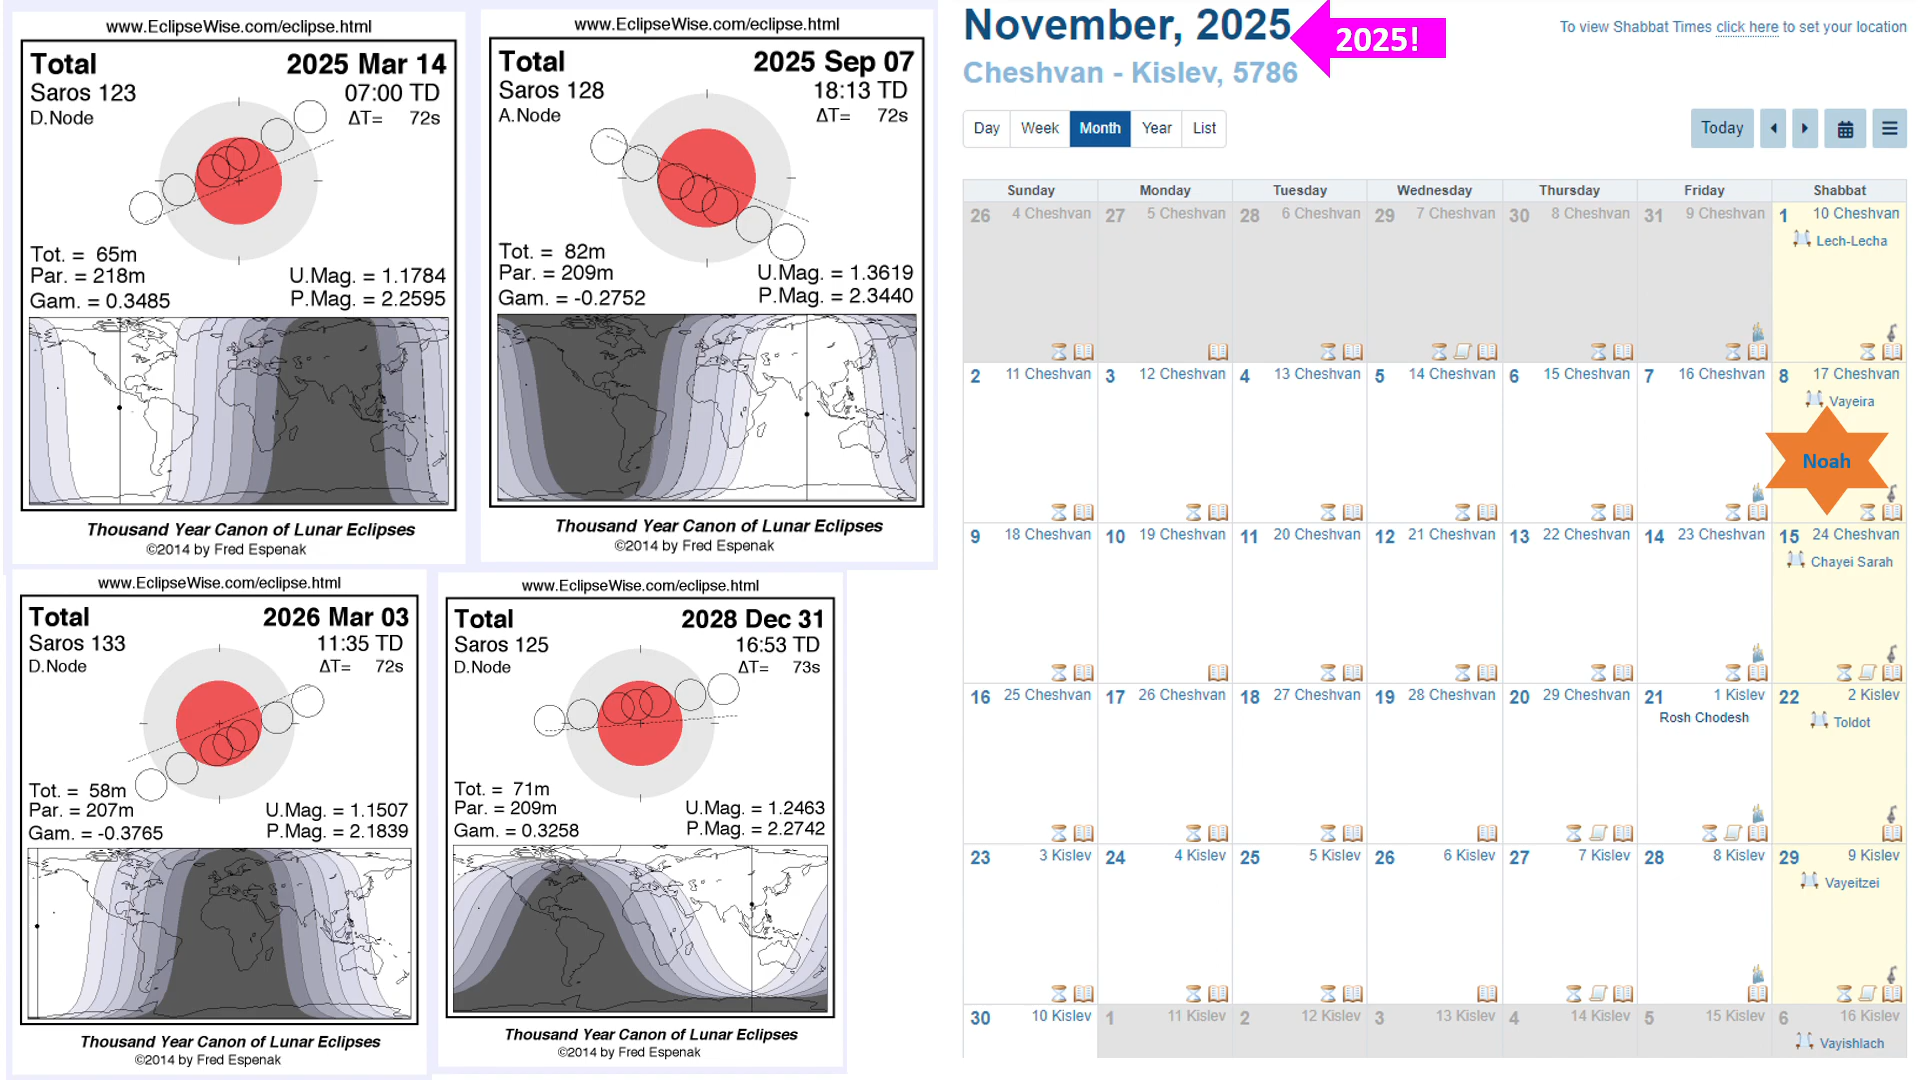 www.EclipseWise.com/eclipse.html
Total 2025 Mar 14
Saros 123 07:00 TD
D.Node ΔT= 72s
Tot. = 65m
Par. = 218m U.Mag. = 1.1784
Gam. = 0.3485 P.Mag. = 2.2595
Thousand Year Canon of Lunar Eclipses
©2014 by Fred Espenak
www.EclipseWise.com/eclipse.html
Total 2025 Sep 07
Saros 128 18:13 TD
A.Node ΔT= 72s
Tot. = 82m
Par. = 209m U.Mag. = 1.3619
Gam. = -0.2752 P.Mag. = 2.3440
Thousand Year Canon of Lunar Eclipses
©2014 by Fred Espenak
www.EclipseWise.com/eclipse.html
Total 2026 Mar 03
Saros 133 11:35 TD
D.Node ΔT= 72s
Tot. = 58m
Par. = 207m U.Mag. = 1.1507
Gam. = -0.3765 P.Mag. = 2.1839
Thousand Year Canon of Lunar Eclipses
©2014 by Fred Espenak
www.EclipseWise.com/eclipse.html
Total 2028 Dec 31
Saros 125 16:53 TD
D.Node ΔT= 73s
Tot. = 71m
Par. = 209m U.Mag. = 1.2463
Gam. = 0.3258 P.Mag. = 2.2742
Thousand Year Canon of Lunar Eclipses
©2014 by Fred Espenak
November, 2025
2025!
To view Shabbat Times click here to set your location
Cheshvan - Kislev, 5786
Day Week Month Year List Today
Sunday Monday Tuesday Wednesday Thursday Friday Shabbat
26 4 Cheshvan 27 5 Cheshvan 28 6 Cheshvan 29 7 Cheshvan 30 8 Cheshvan 31 9 Cheshvan 1 10 Cheshvan
Lech-Lecha
2 11 Cheshvan 3 12 Cheshvan 4 13 Cheshvan 5 14 Cheshvan 6 15 Cheshvan 7 16 Cheshvan 8 17 Cheshvan
Vayeira
Noah
9 18 Cheshvan 10 19 Cheshvan 11 20 Cheshvan 12 21 Cheshvan 13 22 Cheshvan 14 23 Cheshvan 15 24 Cheshvan
Chayei Sarah
16 25 Cheshvan 17 26 Cheshvan 18 27 Cheshvan 19 28 Cheshvan 20 29 Cheshvan 21 1 Kislev 22 2 Kislev
Rosh Chodesh Toldot
23 3 Kislev 24 4 Kislev 25 5 Kislev 26 6 Kislev 27 7 Kislev 28 8 Kislev 29 9 Kislev
Vayeitzei
30 10 Kislev 1 11 Kislev 2 12 Kislev 3 13 Kislev 4 14 Kislev 5 15 Kislev 6 16 Kislev
Vayishlach